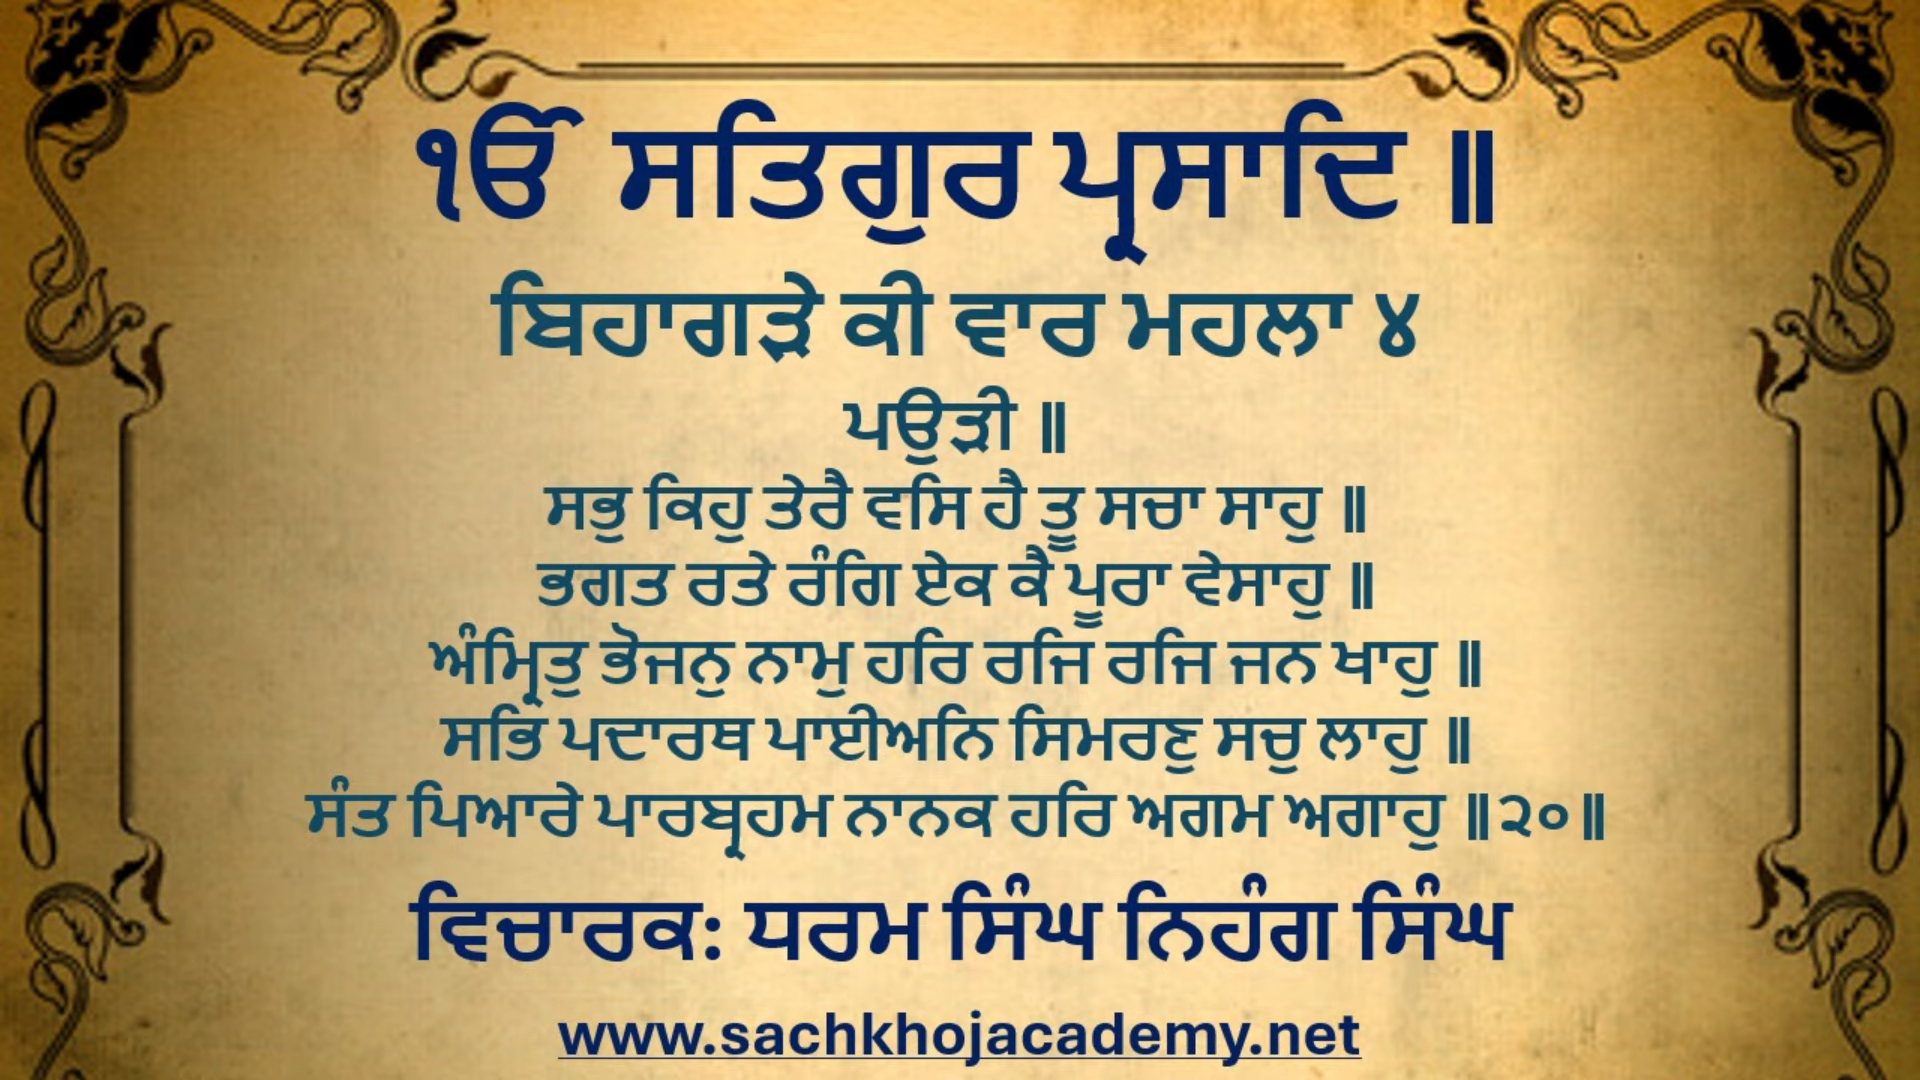 ੴ ਸਤਿਗੁਰ ਪ੍ਰਸਾਦਿ ॥
ਬਿਹਾਗੜੇ ਕੀ ਵਾਰ ਮਹਲਾ ੪
ਪਉੜੀ ॥
ਸਭੁ ਕਿਹੁ ਤੇਰੈ ਵਸਿ ਹੈ ਤੂ ਸਚਾ ਸਾਹੁ ॥
ਭਗਤ ਰਤੇ ਰੰਗਿ ਏਕ ਕੈ ਪੂਰਾ ਵੇਸਾਹੁ ॥
ਅੰਮ੍ਰਿਤੁ ਭੋਜਨੁ ਨਾਮੁ ਹਰਿ ਰਜਿ ਰਜਿ ਜਨ ਖਾਹੁ ॥
ਸਭਿ ਪਦਾਰਥ ਪਾਈਅਨਿ ਸਿਮਰਣੁ ਸਚੁ ਲਾਹੁ ॥
ਸੰਤ ਪਿਆਰੇ ਪਾਰਬ੍ਰਹਮ ਨਾਨਕ ਹਰਿ ਅਗਮ ਅਗਾਹੁ ॥੨੦॥
ਵਿਚਾਰਕ: ਧਰਮ ਸਿੰਘ ਨਿਹੰਗ ਸਿੰਘ
www.sachkhojacademy.net